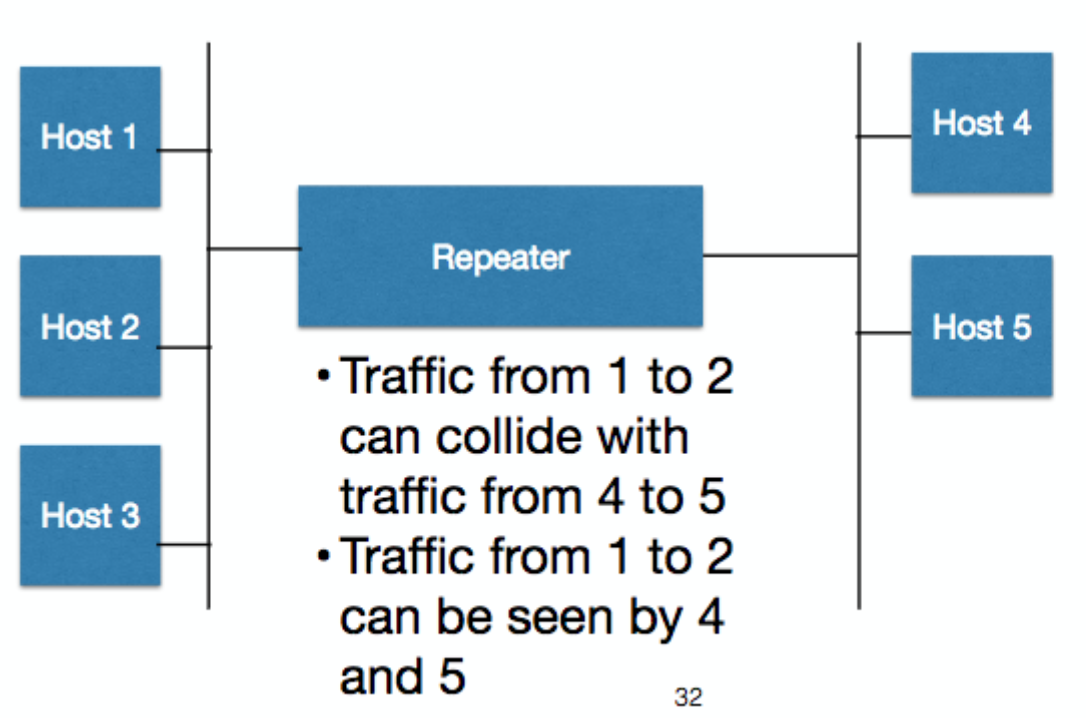 Host 1
Host 4
Repeater
Host 2
Host 5
Host 3
• Traffic from 1 to 2
can collide with
traffic from 4 to 5
• Traffic from 1 to 2
can be seen by 4
and 5
32